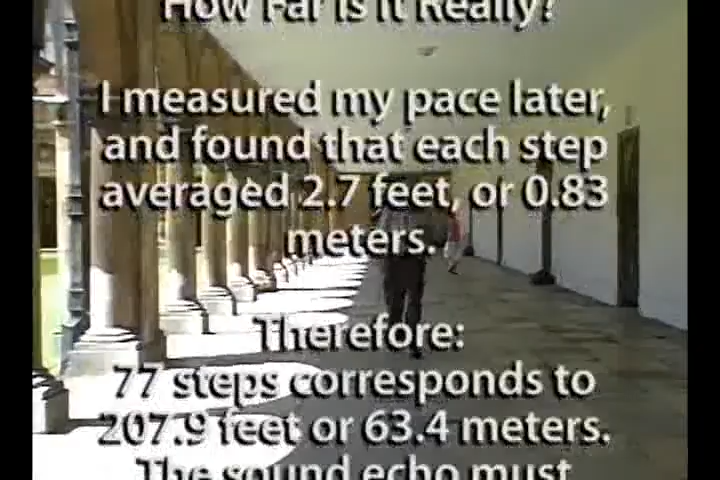 How Far Is It Really?
I measured my pace later,
and found that each step
averaged 2.7 feet, or 0.83
meters.
Therefore:
77 steps corresponds to
207.9 feet or 63.4 meters.
The sound echo must